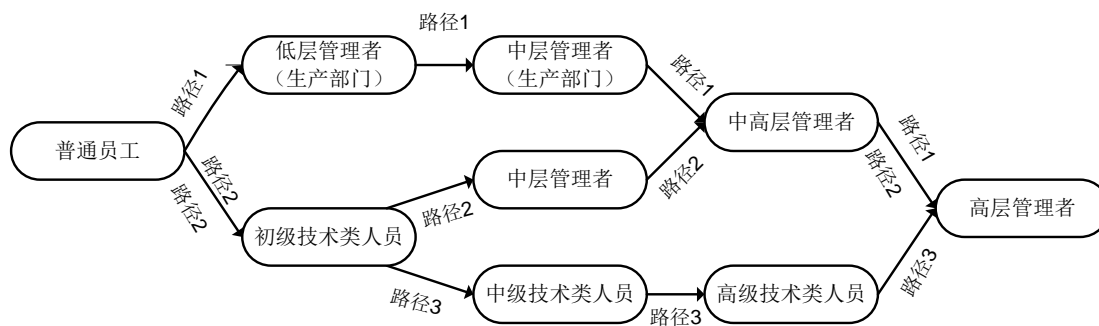 路径1
低层管理者
（生产部门）
中层管理者
（生产部门）
路径1
路径1
中高层管理者
普通员工
路径1
路径2
路径2
路径2
中层管理者
路径2
路径2
高层管理者
初级技术类人员
路径3
中级技术类人员
路径3
高级技术类人员
路径3